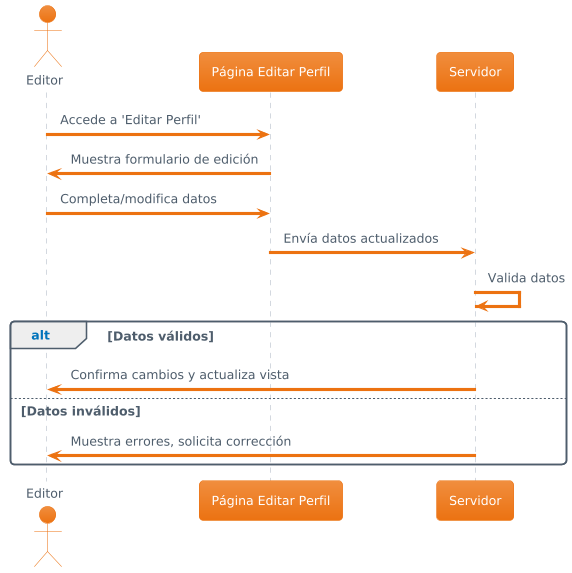 Editor
Página Editar Perfil
Servidor
Accede a 'Editar Perfil'
Muestra formulario de edición
Completa/modifica datos
Envía datos actualizados
Valida datos
alt
[Datos válidos]
Confirma cambios y actualiza vista
[Datos inválidos]
Muestra errores, solicita corrección
Editor
Página Editar Perfil
Servidor